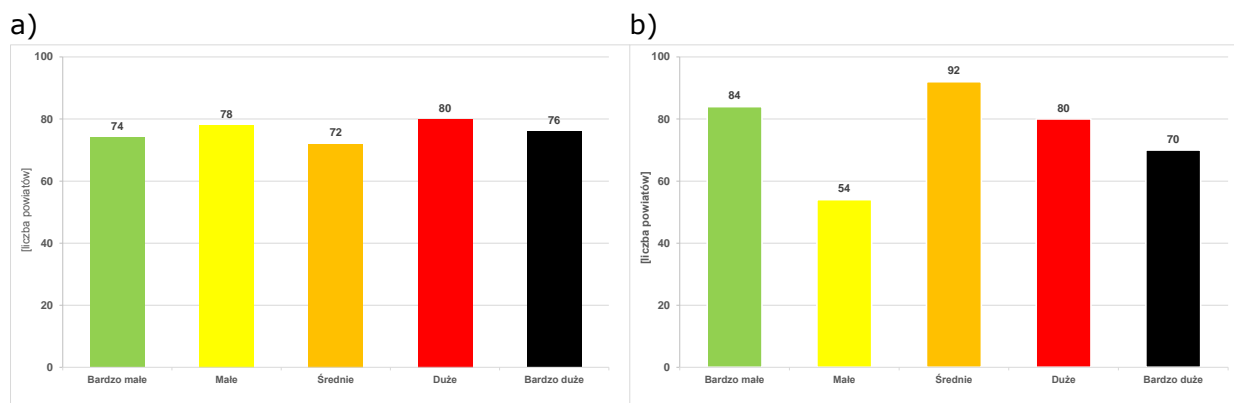 a)
100
80
60
40
20
0
[liczba powiatów]
74
78
72
80
76
Bardzo małe
Małe
Średnie
Duże
Bardzo duże
b)
100
80
60
40
20
0
[liczba powiatów]
84
54
92
80
70
Bardzo małe
Małe
Średnie
Duże
Bardzo duże